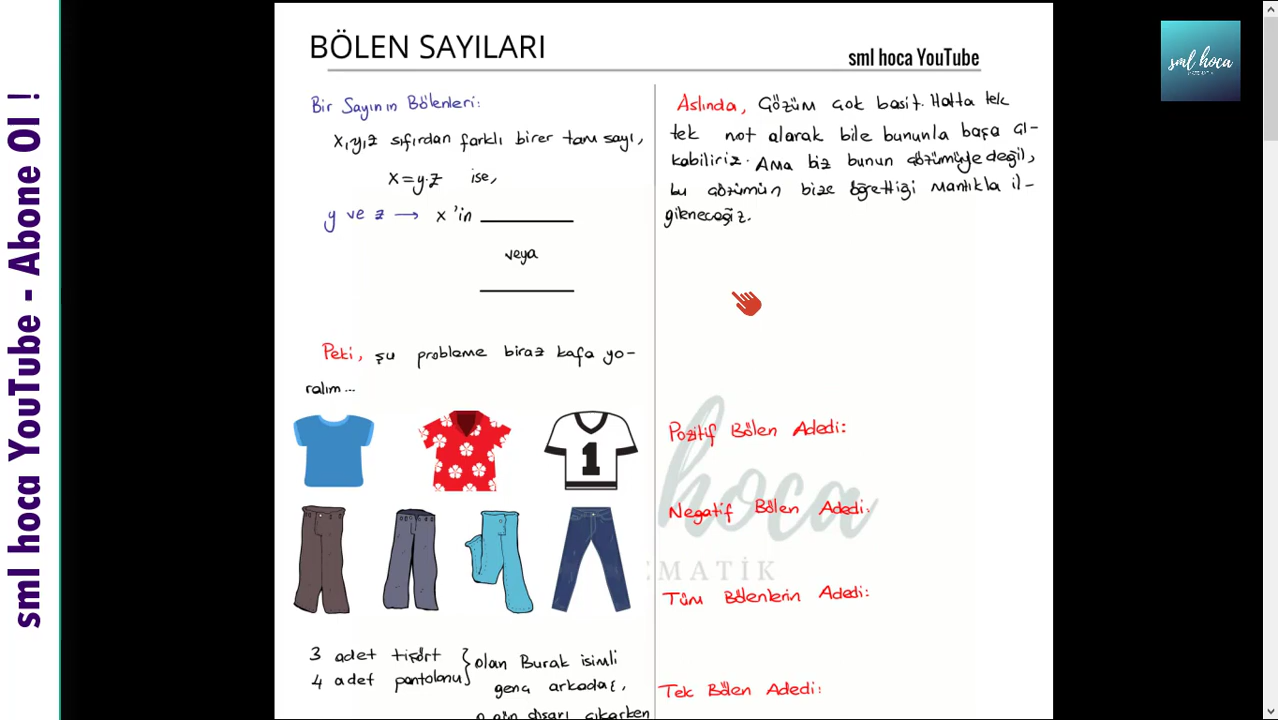 sml hoca YouTube - Abone Ol !
BÖLEN SAYILARI
sml hoca YouTube
sml hoca
Bir Sayının Bölenleri:
x,y,z sıfırdan farklı birer tam sayı,
x=y.z ise,
y ve z → x 'in
veya
Peki, şu probleme biraz kafa yo-
ralım...
1
3 adet tişört
4 adet pantolonu
olan Burak isimli
genç arkadaş,
Aslında, Çözüm çok basit. Hatta tek
tek not alarak bile bununla başa çı-
kabiliriz. Ama biz bunun çözümüyle değil,
bu çözümün bize öğrettiği mantıkla il-
gileneceğiz.
Pozitif Bölen Adedi:
hoca
Negatif Bölen Adedi:
EMATİK
Tüm Bölenlerin Adedi:
Tek Bölen Adedi: